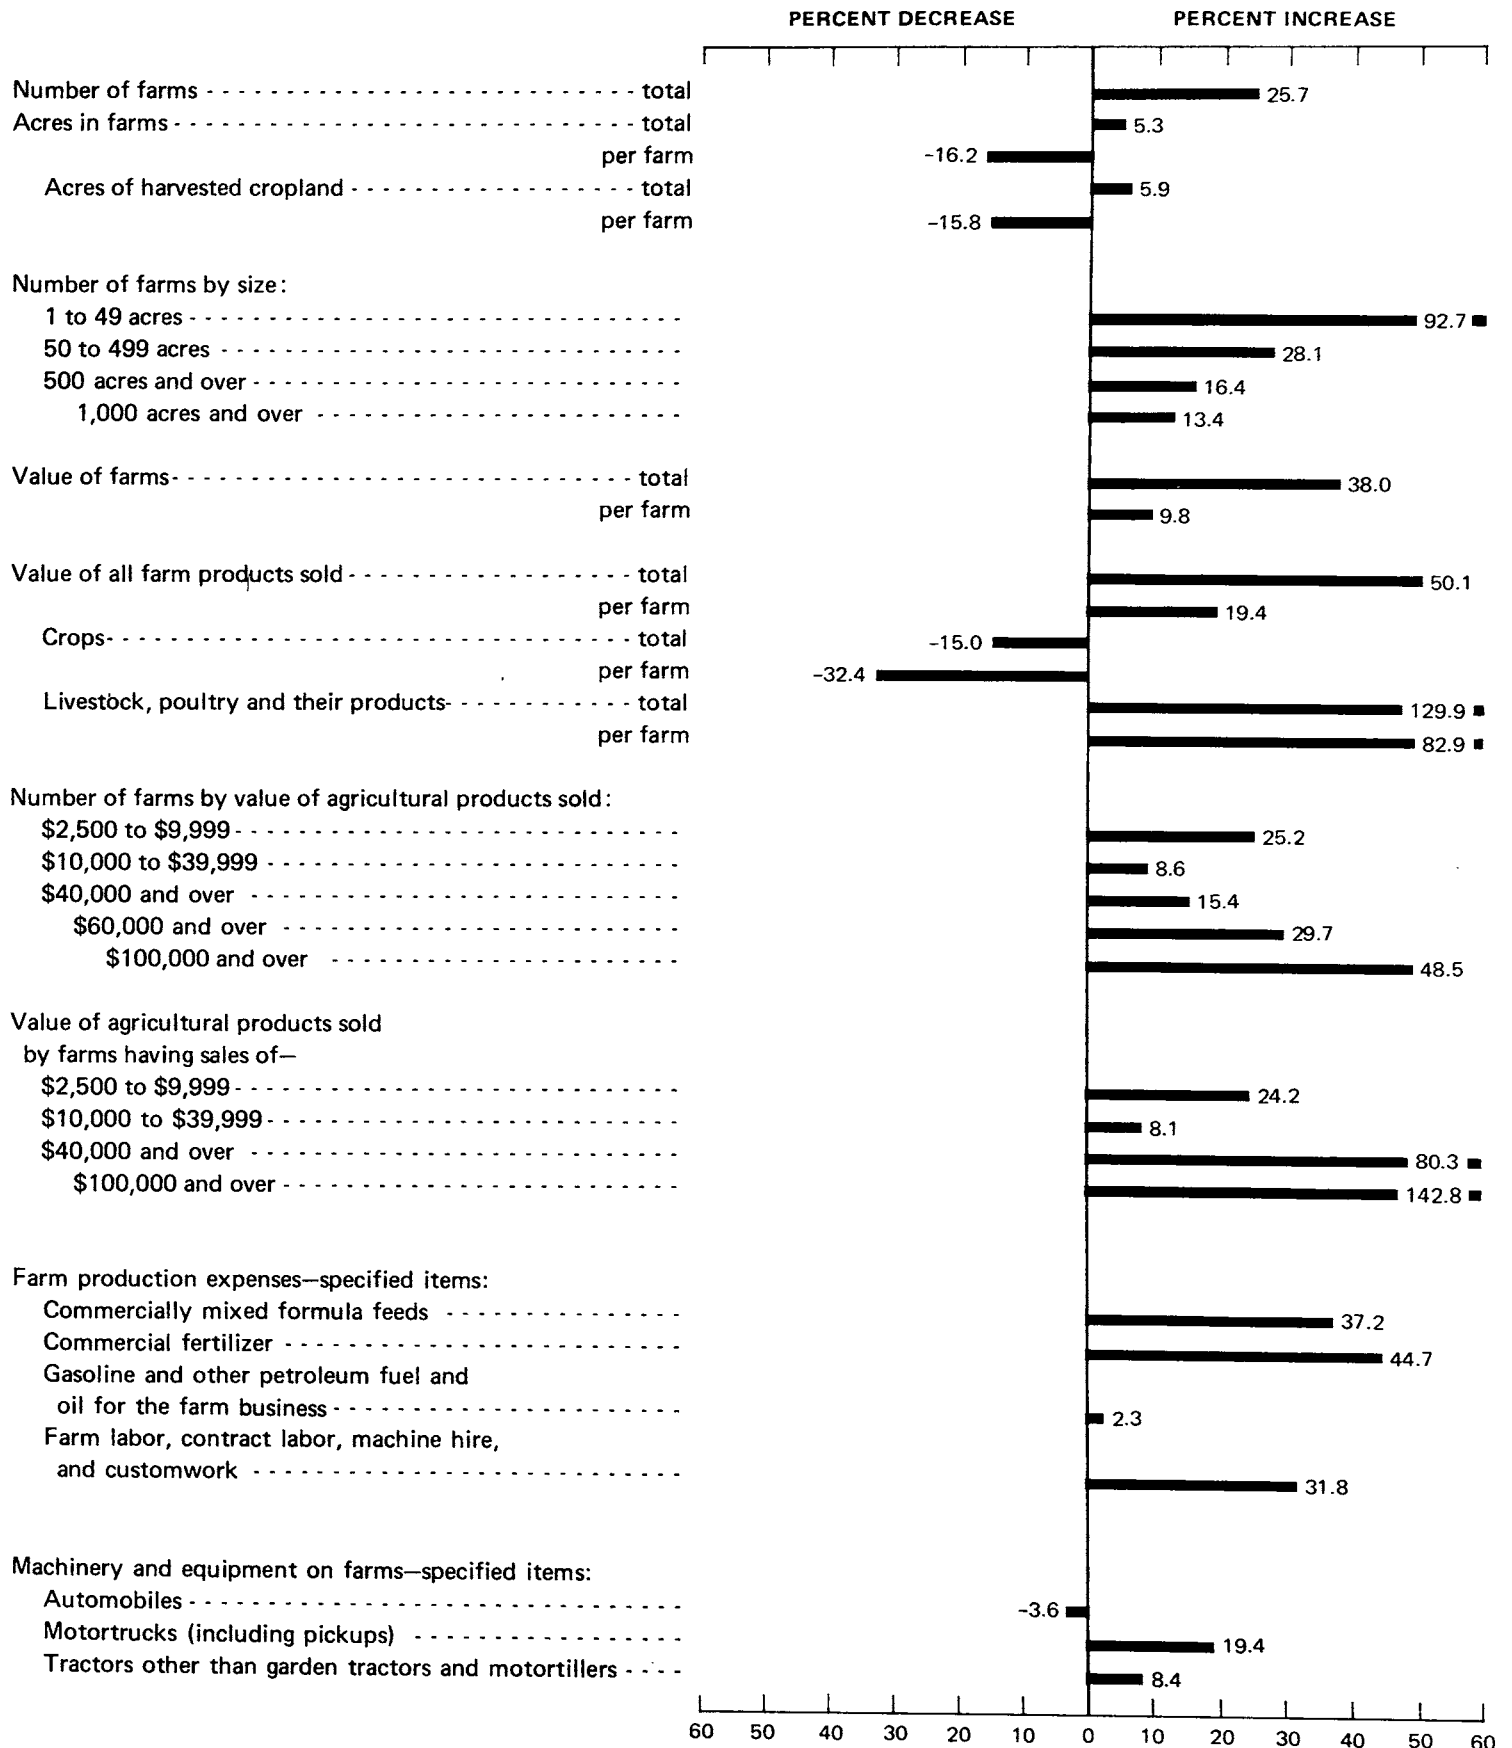 PERCENT DECREASE PERCENT INCREASE
Number of farms - - - - - - - - - - - - - - - - - - - - - - - - - - - total 25.7
Acres in farms - - - - - - - - - - - - - - - - - - - - - - - - - - - - - total 5.3
per farm -16.2
Acres of harvested cropland - - - - - - - - - - - - - - - - - - total 5.9
per farm -15.8
Number of farms by size:
1 to 49 acres - - - - - - - - - - - - - - - - - - - - - - - - - - - - - - - 92.7
50 to 499 acres - - - - - - - - - - - - - - - - - - - - - - - - - - - - - 28.1
500 acres and over - - - - - - - - - - - - - - - - - - - - - - - - - - - 16.4
1,000 acres and over - - - - - - - - - - - - - - - - - - - - - - - 13.4
Value of farms - - - - - - - - - - - - - - - - - - - - - - - - - - - - - total 38.0
per farm 9.8
Value of all farm products sold - - - - - - - - - - - - - - - - - - total 50.1
per farm 19.4
Crops - - - - - - - - - - - - - - - - - - - - - - - - - - - - - - - - - total -15.0
per farm -32.4
Livestock, poultry and their products - - - - - - - - - - - - total 129.9
per farm 82.9
Number of farms by value of agricultural products sold:
$2,500 to $9,999 - - - - - - - - - - - - - - - - - - - - - - - - - - - - 25.2
$10,000 to $39,999 - - - - - - - - - - - - - - - - - - - - - - - - - - 8.6
$40,000 and over - - - - - - - - - - - - - - - - - - - - - - - - - - - 15.4
$60,000 and over - - - - - - - - - - - - - - - - - - - - - - - - - 29.7
$100,000 and over - - - - - - - - - - - - - - - - - - - - - - 48.5
Value of agricultural products sold
by farms having sales of—
$2,500 to $9,999 - - - - - - - - - - - - - - - - - - - - - - - - - - - - 24.2
$10,000 to $39,999 - - - - - - - - - - - - - - - - - - - - - - - - - - 8.1
$40,000 and over - - - - - - - - - - - - - - - - - - - - - - - - - - - 80.3
$100,000 and over - - - - - - - - - - - - - - - - - - - - - - - - - 142.8
Farm production expenses—specified items:
Commercially mixed formula feeds - - - - - - - - - - - - - - - 37.2
Commercial fertilizer - - - - - - - - - - - - - - - - - - - - - - - - - 44.7
Gasoline and other petroleum fuel and
oil for the farm business - - - - - - - - - - - - - - - - - - - - - - 2.3
Farm labor, contract labor, machine hire,
and customwork - - - - - - - - - - - - - - - - - - - - - - - - - - - 31.8
Machinery and equipment on farms—specified items:
Automobiles - - - - - - - - - - - - - - - - - - - - - - - - - - - - - - - -3.6
Motortrucks (including pickups) - - - - - - - - - - - - - - - - - 19.4
Tractors other than garden tractors and motortillers - - - - 8.4
60 50 40 30 20 10 0 10 20 30 40 50 60